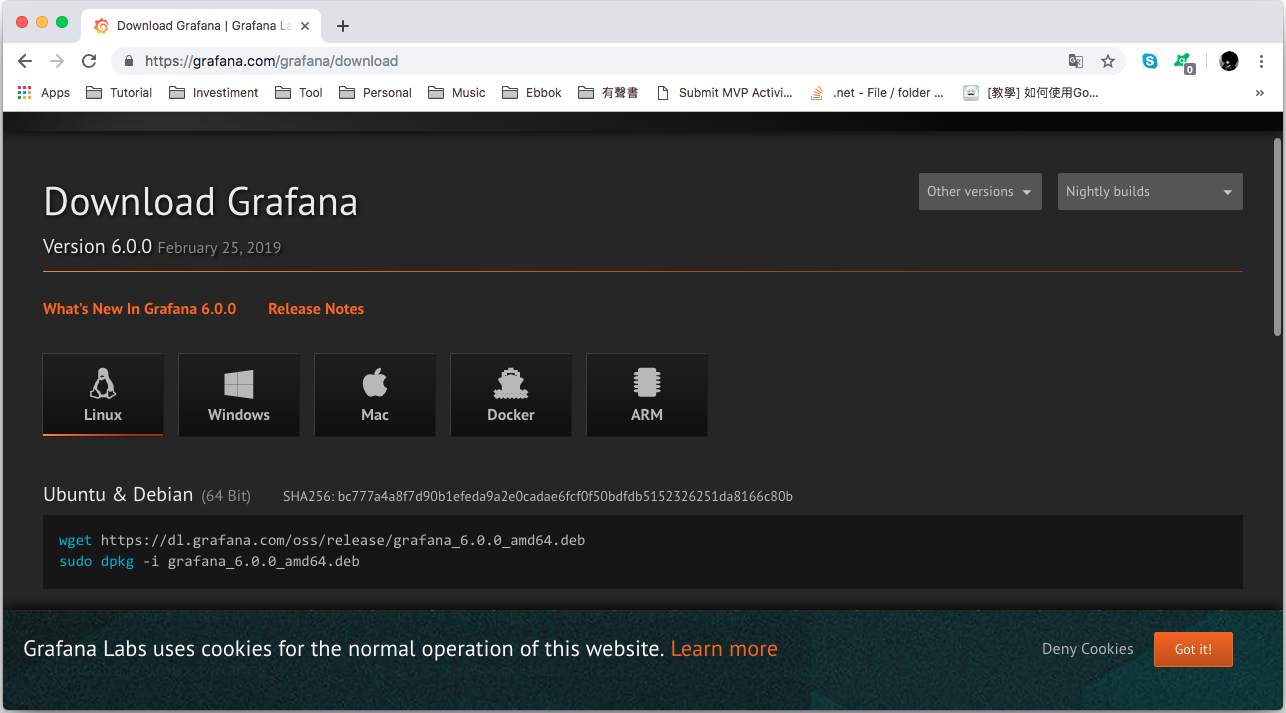 Download Grafana | Grafana La
https://grafana.com/grafana/download
0
Apps Tutorial Investiment Tool Personal Music Ebbok 有聲書 Submit MVP Activi... .net - File / folder ... [教學] 如何使用Go... »
Download Grafana
Other versions
Nightly builds
Version 6.0.0 February 25, 2019
What's New In Grafana 6.0.0 Release Notes
Linux Windows Mac Docker ARM
Ubuntu & Debian (64 Bit) SHA256: bc777a4a8f7d90b1efeda9a2e0cadae6fcf0f50bdfdb5152326251da8166c80b
wget https://dl.grafana.com/oss/release/grafana_6.0.0_amd64.deb
sudo dpkg -i grafana_6.0.0_amd64.deb
Grafana Labs uses cookies for the normal operation of this website. Learn more
Deny Cookies
Got it!